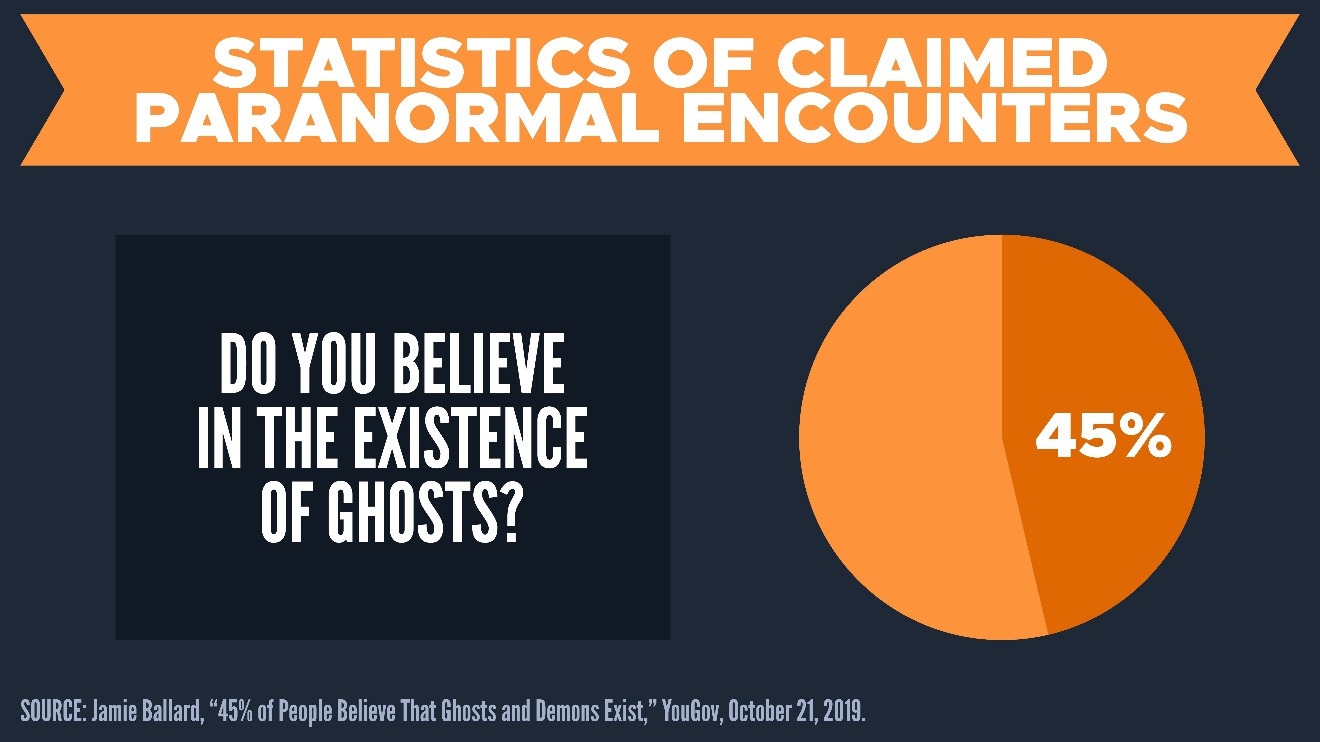 STATISTICS OF CLAIMED
PARANORMAL ENCOUNTERS
DO YOU BELIEVE
IN THE EXISTENCE
OF GHOSTS?
45%
SOURCE: Jamie Ballard, “45% of People Believe That Ghosts and Demons Exist,” YouGov, October 21, 2019.